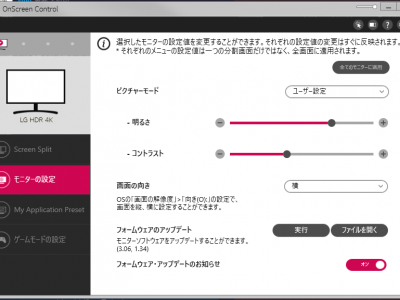 OnScreen Control
選択したモニターの設定値を変更することができます。それぞれの設定値の変更はすぐに反映されます。
* それぞれのメニューの設定値は一つの分割画面だけではなく、全画面に適用されます。
全てのモニターに適用
ピクチャーモード
ユーザー設定
LG HDR 4K
- 明るさ
- コントラスト
Screen Split
モニターの設定
My Application Preset
ゲームモードの設定
画面の向き
横
OSの「画面の解像度」>「向き(O):」の設定で、
画面を縦、横に設定することができます。
フォームウェアのアップデート
実行
ファイルを開く
モニターソフトウェアをアップデートすることができます。
(3.06, 1.34)
フォームウェア・アップデートのお知らせ
オン